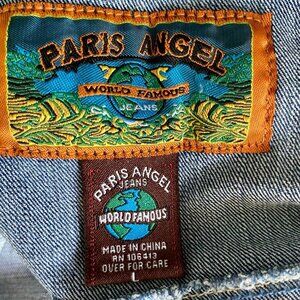 PARIS ANGEL
WORLD FAMOUS
JEANS
PARIS ANGEL
JEANS
WORLD FAMOUS
MADE IN CHINA
RN 106413
OVER FOR CARE
L